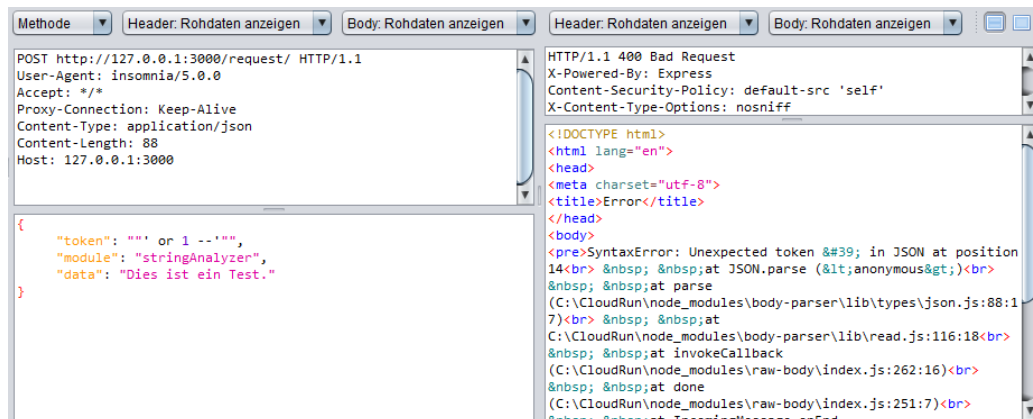 Methode Header: Rohdaten anzeigen Body: Rohdaten anzeigen
POST http://127.0.0.1:3000/request/ HTTP/1.1
User-Agent: insomnia/5.0.0
Accept: */*
Proxy-Connection: Keep-Alive
Content-Type: application/json
Content-Length: 88
Host: 127.0.0.1:3000
{
"token": ""' or 1 --'"",
"module": "stringAnalyzer",
"data": "Dies ist ein Test."
}
Header: Rohdaten anzeigen Body: Rohdaten anzeigen
HTTP/1.1 400 Bad Request
X-Powered-By: Express
Content-Security-Policy: default-src 'self'
X-Content-Type-Options: nosniff
<!DOCTYPE html>
<html lang="en">
<head>
<meta charset="utf-8">
<title>Error</title>
</head>
<body>
<pre>SyntaxError: Unexpected token &#39; in JSON at position
14<br> &nbsp; &nbsp;at JSON.parse (&lt;anonymous&gt;)<br>
&nbsp; &nbsp;at parse
(C:\CloudRun\node_modules\body-parser\lib\types\json.js:88:1
7)<br> &nbsp; &nbsp;at
C:\CloudRun\node_modules\body-parser\lib\read.js:116:18<br>
&nbsp; &nbsp;at invokeCallback
(C:\CloudRun\node_modules\raw-body\index.js:262:16)<br>
&nbsp; &nbsp;at done
(C:\CloudRun\node_modules\raw-body\index.js:251:7)<br>
&nbsp; &nbsp;at IncomingMessage.onEnd